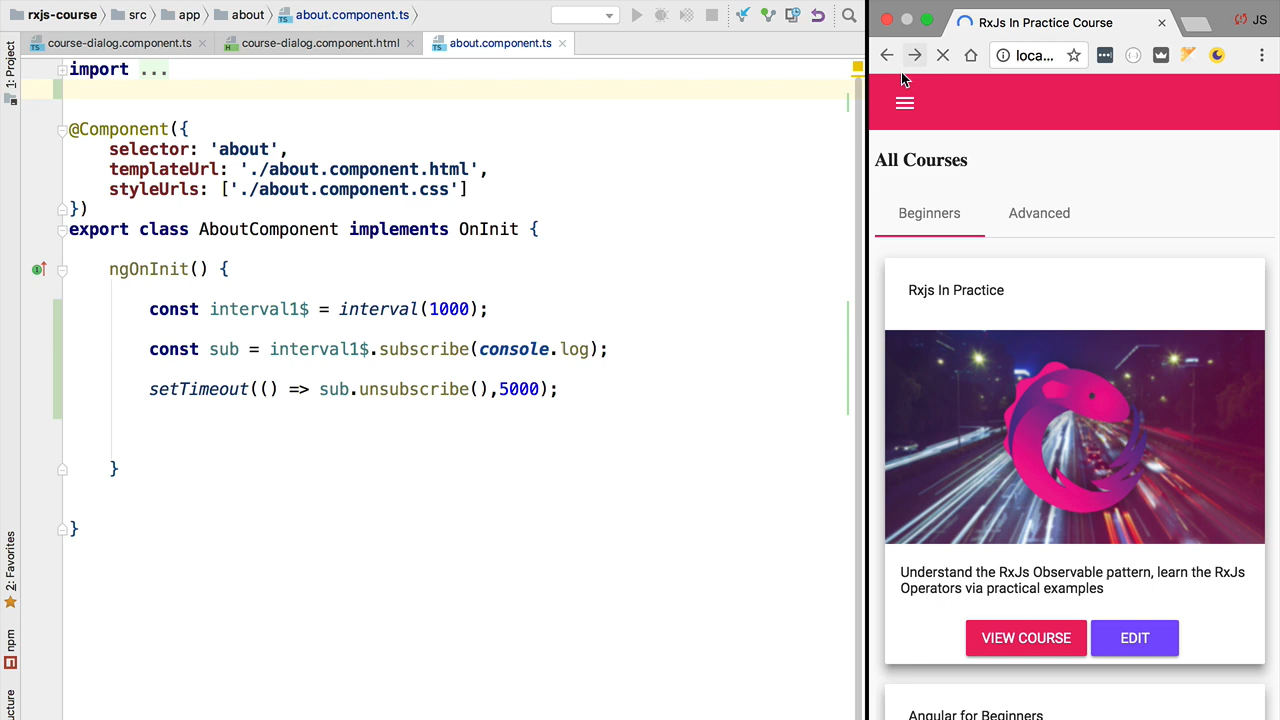 rxjs-course
src
app
about
about.component.ts
course-dialog.component.ts
course-dialog.component.html
about.component.ts
1: Project
2: Favorites
npm
ucture
import ...
@Component({
selector: 'about',
templateUrl: './about.component.html',
styleUrls: ['./about.component.css']
})
export class AboutComponent implements OnInit {
ngOnInit() {
const interval1$ = interval(1000);
const sub = interval1$.subscribe(console.log);
setTimeout(() => sub.unsubscribe(),5000);
}
}
RxJs In Practice Course
JS
loca...
All Courses
Beginners
Advanced
Rxjs In Practice
Understand the RxJs Observable pattern, learn the RxJs
Operators via practical examples
VIEW COURSE
EDIT
Angular for Beginners